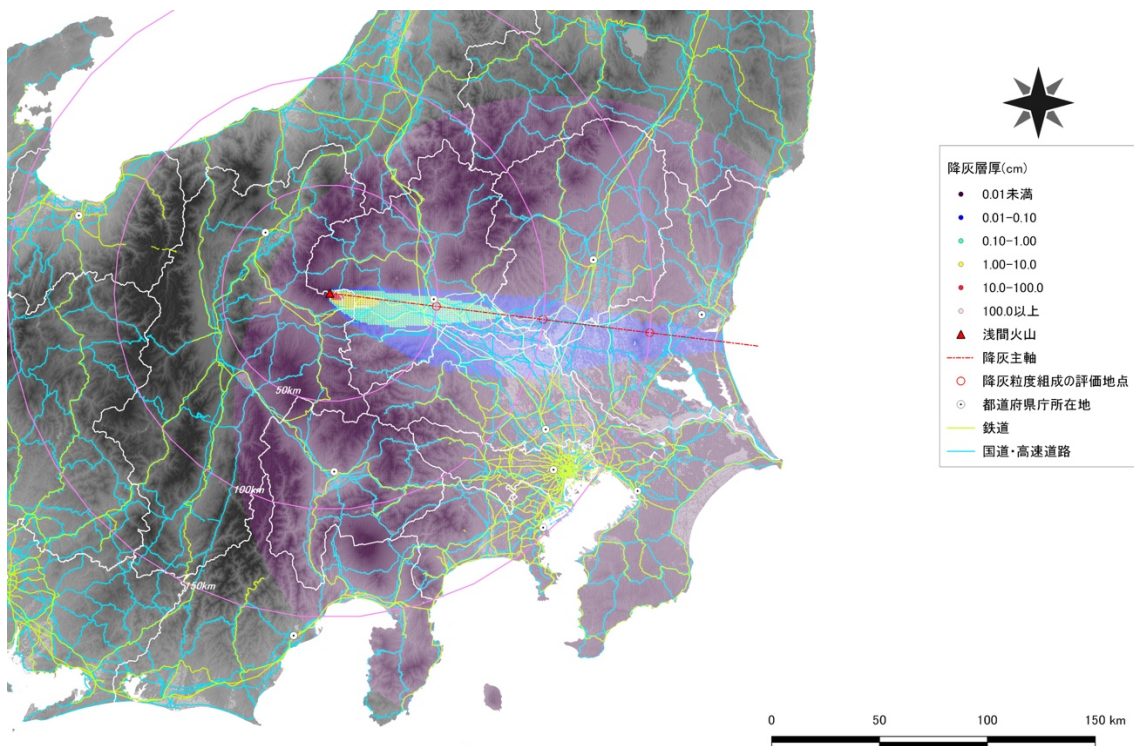 50km
100km
150km
降灰層厚(cm)
0.01未満
0.01-0.10
0.10-1.00
1.00-10.0
10.0-100.0
100.0以上
浅間火山
降灰主軸
降灰粒度組成の評価地点
都道府県庁所在地
鉄道
国道・高速道路
0 50 100 150 km